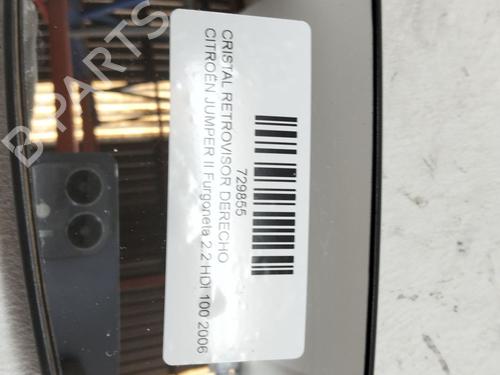 CRISTAL RETROVISOR DERECHO
CITROËN JUMPER II Furgoneta 2.2 HDI 100 2006
729855
B-PARTS